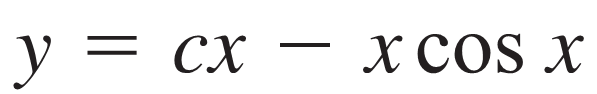 y = cx − x cos x